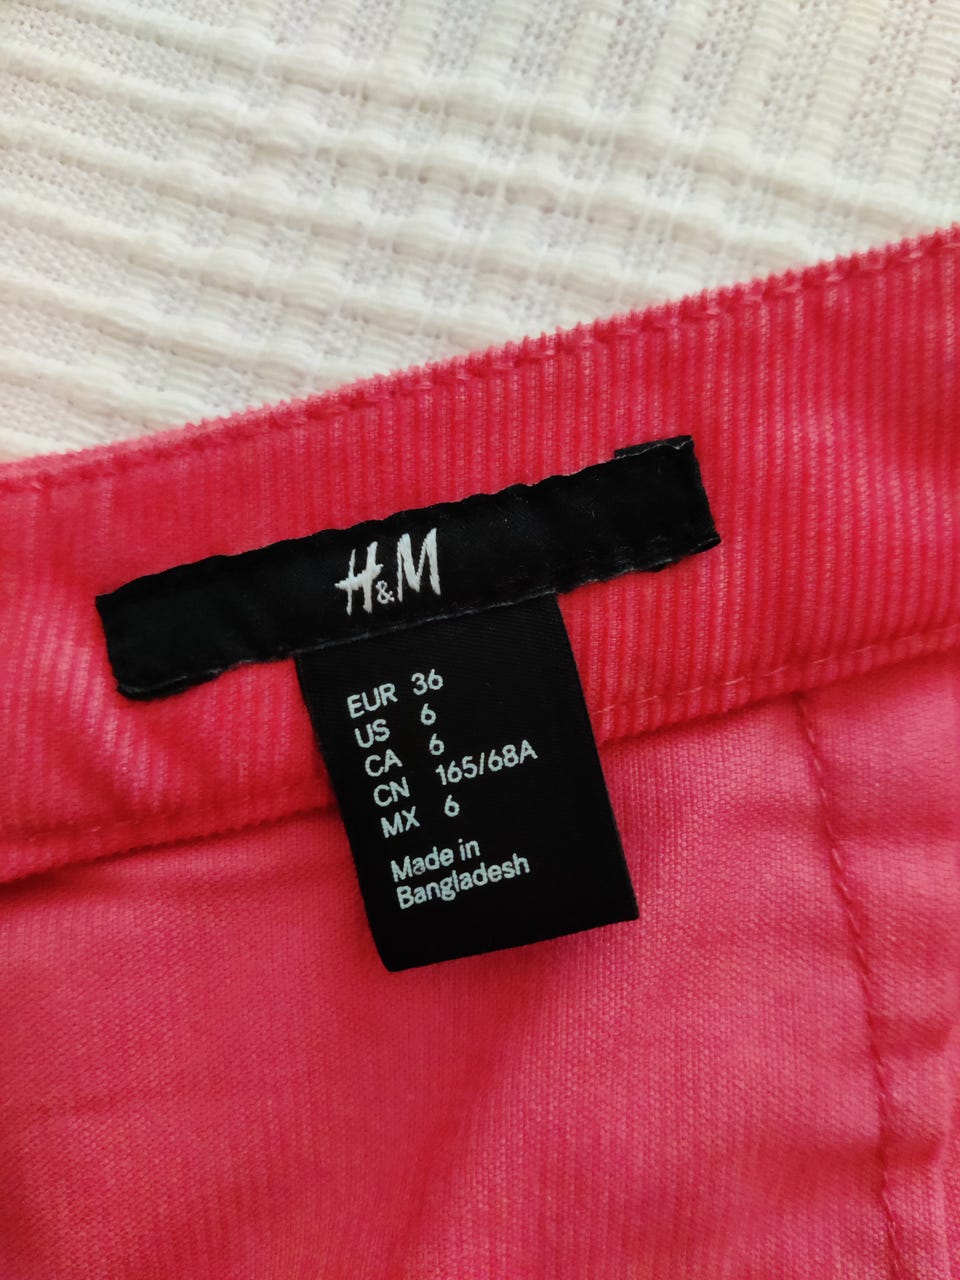 H&M
EUR 36
US 6
CA 6
CN 165/68A
MX 6
Made in
Bangladesh